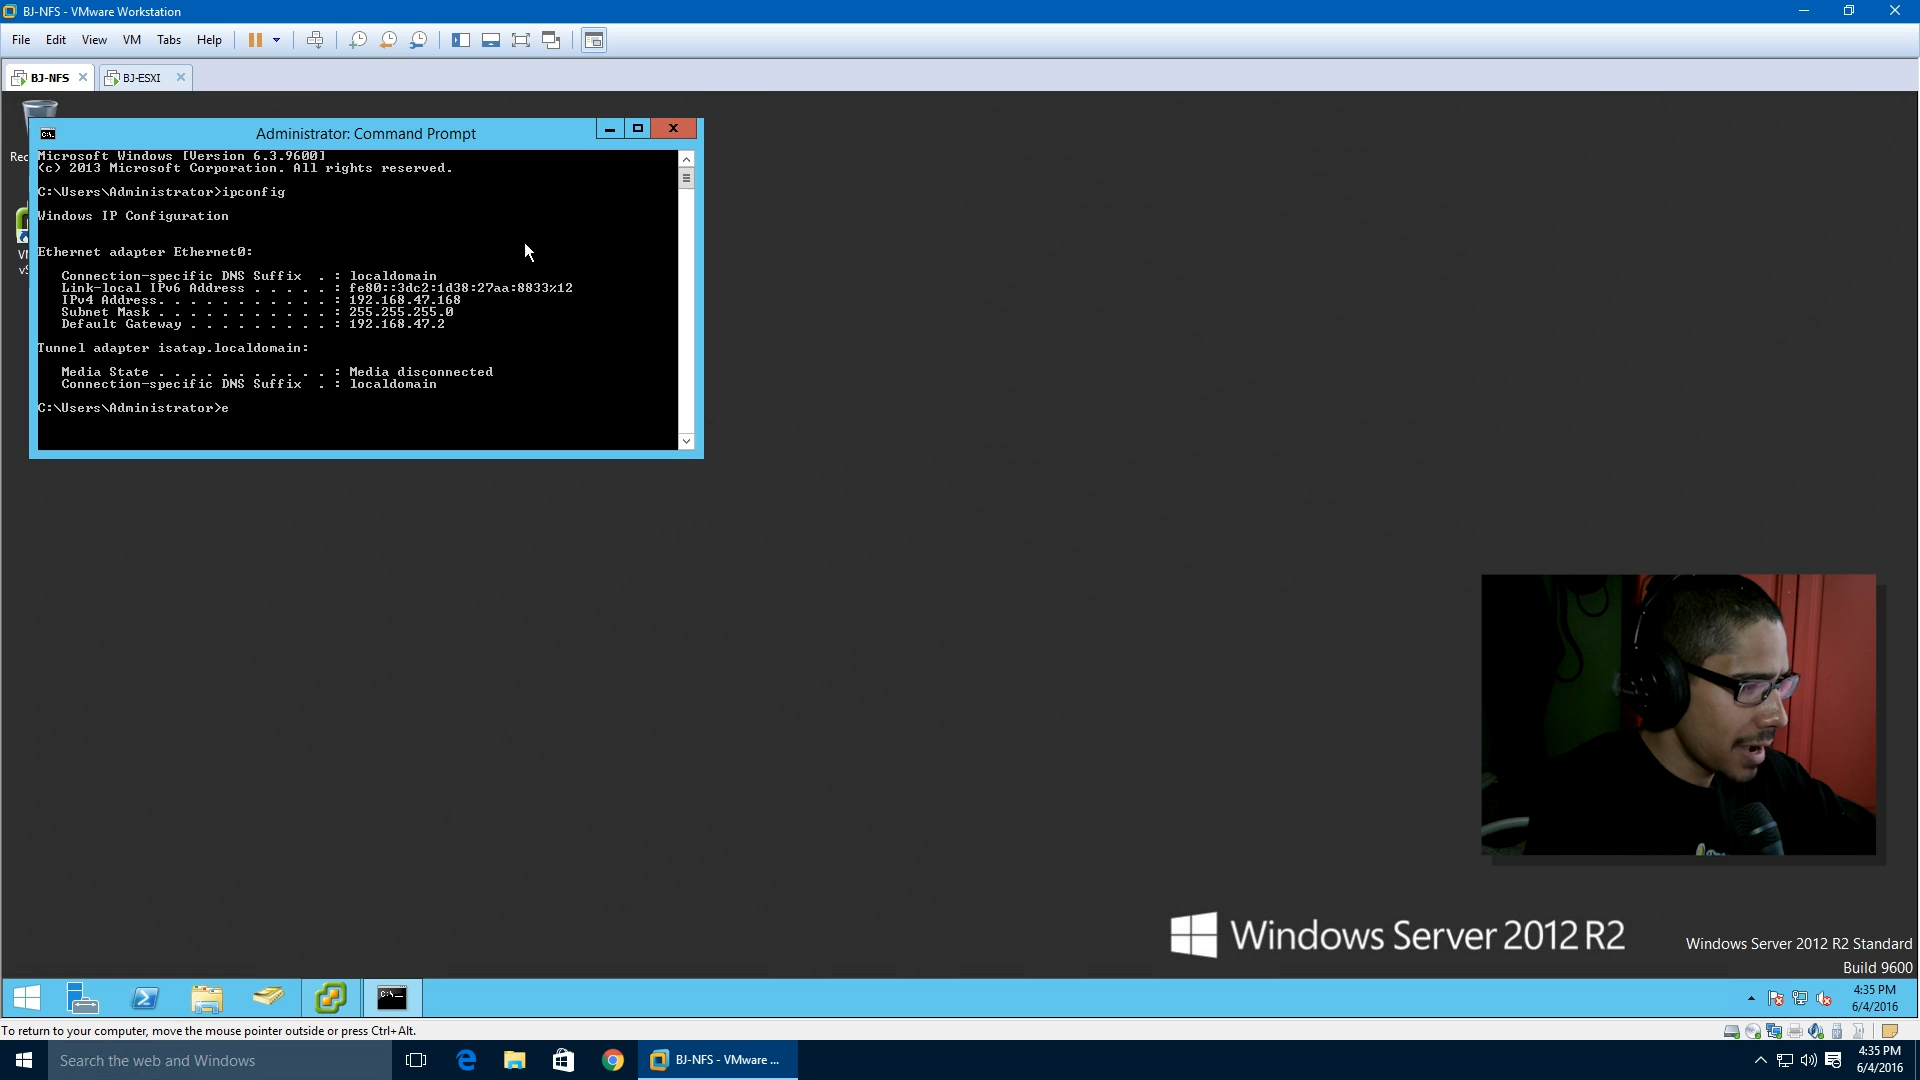 BJ-NFS - VMware Workstation
File Edit View VM Tabs Help
BJ-NFS BJ-ESXI
Administrator: Command Prompt
Microsoft Windows [Version 6.3.9600]
(c) 2013 Microsoft Corporation. All rights reserved.
C:\Users\Administrator>ipconfig
Windows IP Configuration
Ethernet adapter Ethernet0:
Connection-specific DNS Suffix . : localdomain
Link-local IPv6 Address . . . . . : fe80::3dc2:1d38:27aa:8833%12
IPv4 Address. . . . . . . . . . . : 192.168.47.168
Subnet Mask . . . . . . . . . . . : 255.255.255.0
Default Gateway . . . . . . . . . : 192.168.47.2
Tunnel adapter isatap.localdomain:
Media State . . . . . . . . . . . : Media disconnected
Connection-specific DNS Suffix . : localdomain
C:\Users\Administrator>e
Windows Server 2012 R2
Windows Server 2012 R2 Standard
Build 9600
4:35 PM
6/4/2016
To return to your computer, move the mouse pointer outside or press Ctrl+Alt.
Search the web and Windows
BJ-NFS - VMware ...
4:35 PM
6/4/2016